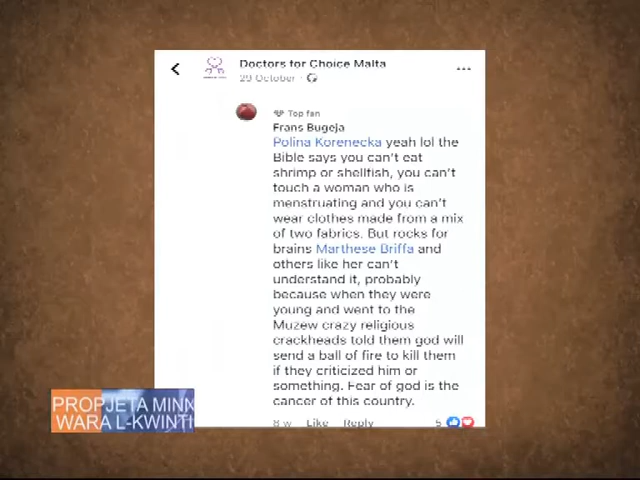 Doctors for Choice Malta
29 October ·
Top fan
Frans Bugeja
Polina Korenecka yeah lol the
Bible says you can't eat
shrimp or shellfish, you can't
touch a woman who is
menstruating and you can't
wear clothes made from a mix
of two fabrics. But rocks for
brains Marthese Briffa and
others like her can't
understand it, probably
because when they were
young and went to the
Muzew crazy religious
crackheads told them god will
send a ball of fire to kill them
if they criticized him or
something. Fear of god is the
cancer of this country.
8 w Like Reply 5
PROPJETA MINN
WARA L-KWINTI